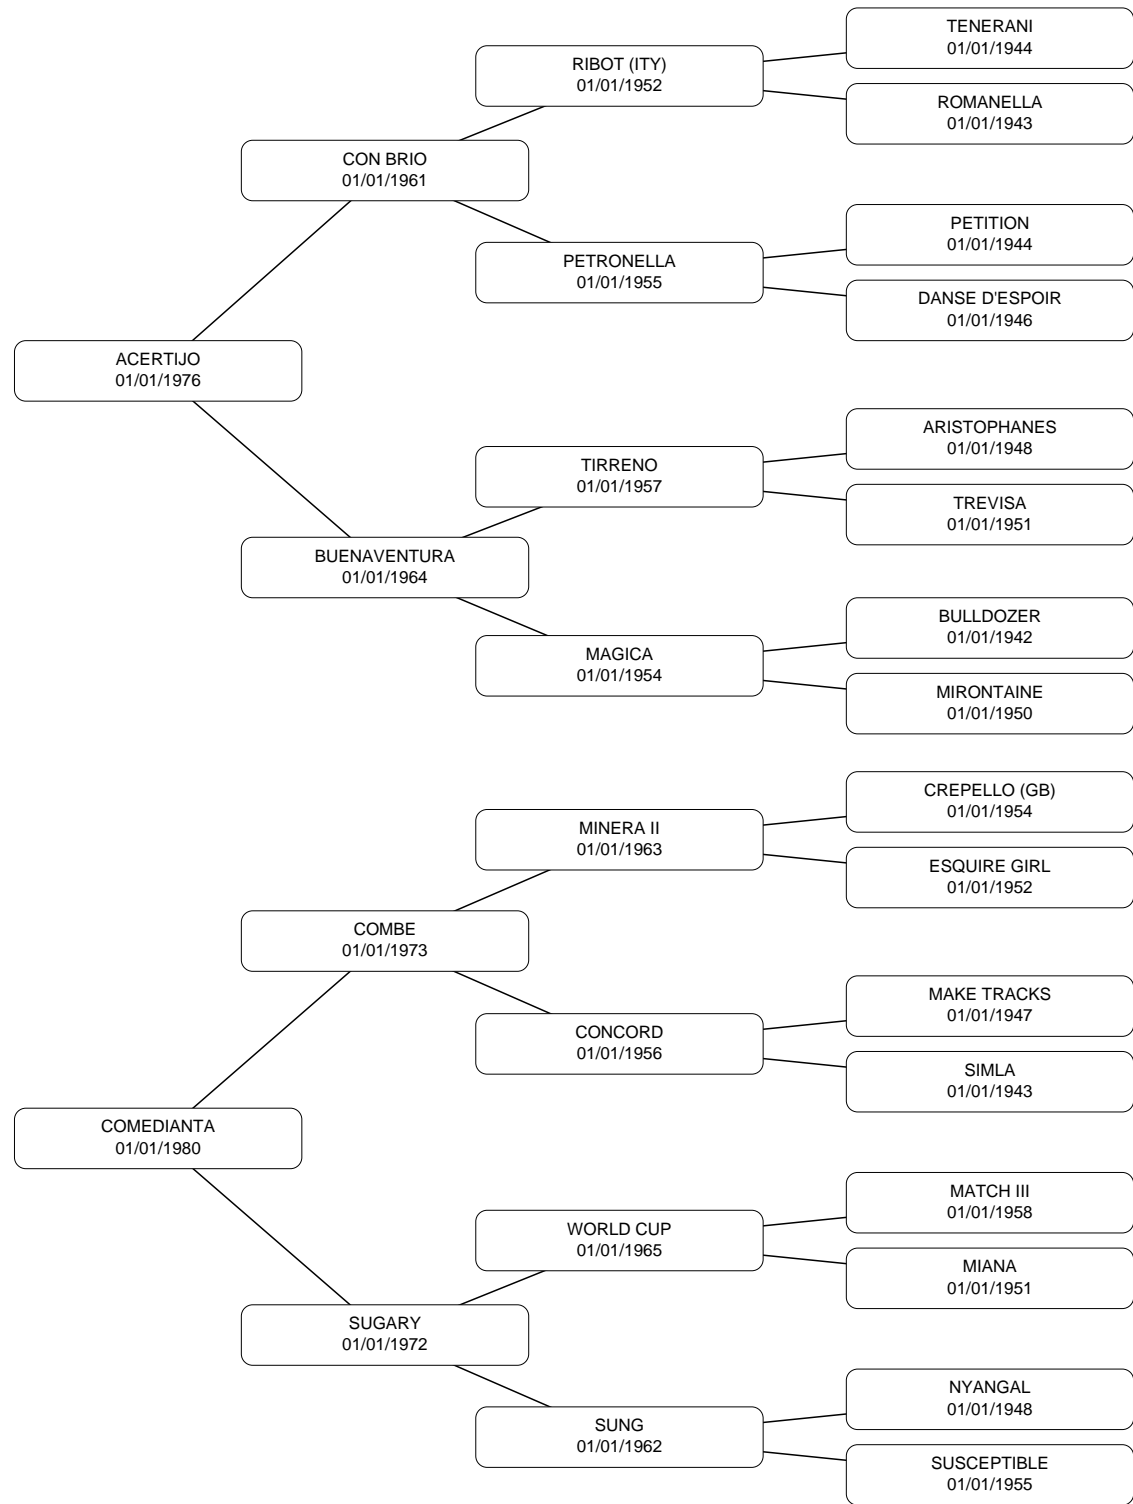 TENERANI
01/01/1944
RIBOT (ITY)
01/01/1952
ROMANELLA
01/01/1943
CON BRIO
01/01/1961
PETITION
01/01/1944
PETRONELLA
01/01/1955
DANSE D'ESPOIR
01/01/1946
ACERTIJO
01/01/1976
ARISTOPHANES
01/01/1948
TIRRENO
01/01/1957
TREVISA
01/01/1951
BUENAVENTURA
01/01/1964
BULLDOZER
01/01/1942
MAGICA
01/01/1954
MIRONTAINE
01/01/1950
CREPELLO (GB)
01/01/1954
MINERA II
01/01/1963
ESQUIRE GIRL
01/01/1952
COMBE
01/01/1973
MAKE TRACKS
01/01/1947
CONCORD
01/01/1956
SIMLA
01/01/1943
COMEDIANTA
01/01/1980
MATCH III
01/01/1958
WORLD CUP
01/01/1965
MIANA
01/01/1951
SUGARY
01/01/1972
NYANGAL
01/01/1948
SUNG
01/01/1962
SUSCEPTIBLE
01/01/1955